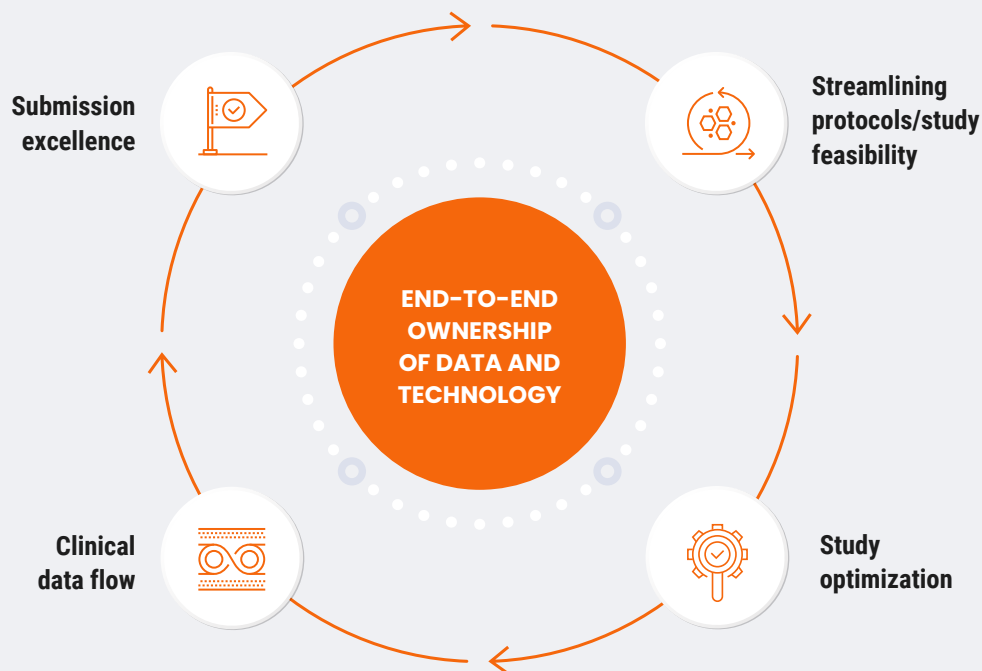 Submission
excellence
Streamlining
protocols/study
feasibility
END-TO-END
OWNERSHIP
OF DATA AND
TECHNOLOGY
Clinical
data flow
Study
optimization